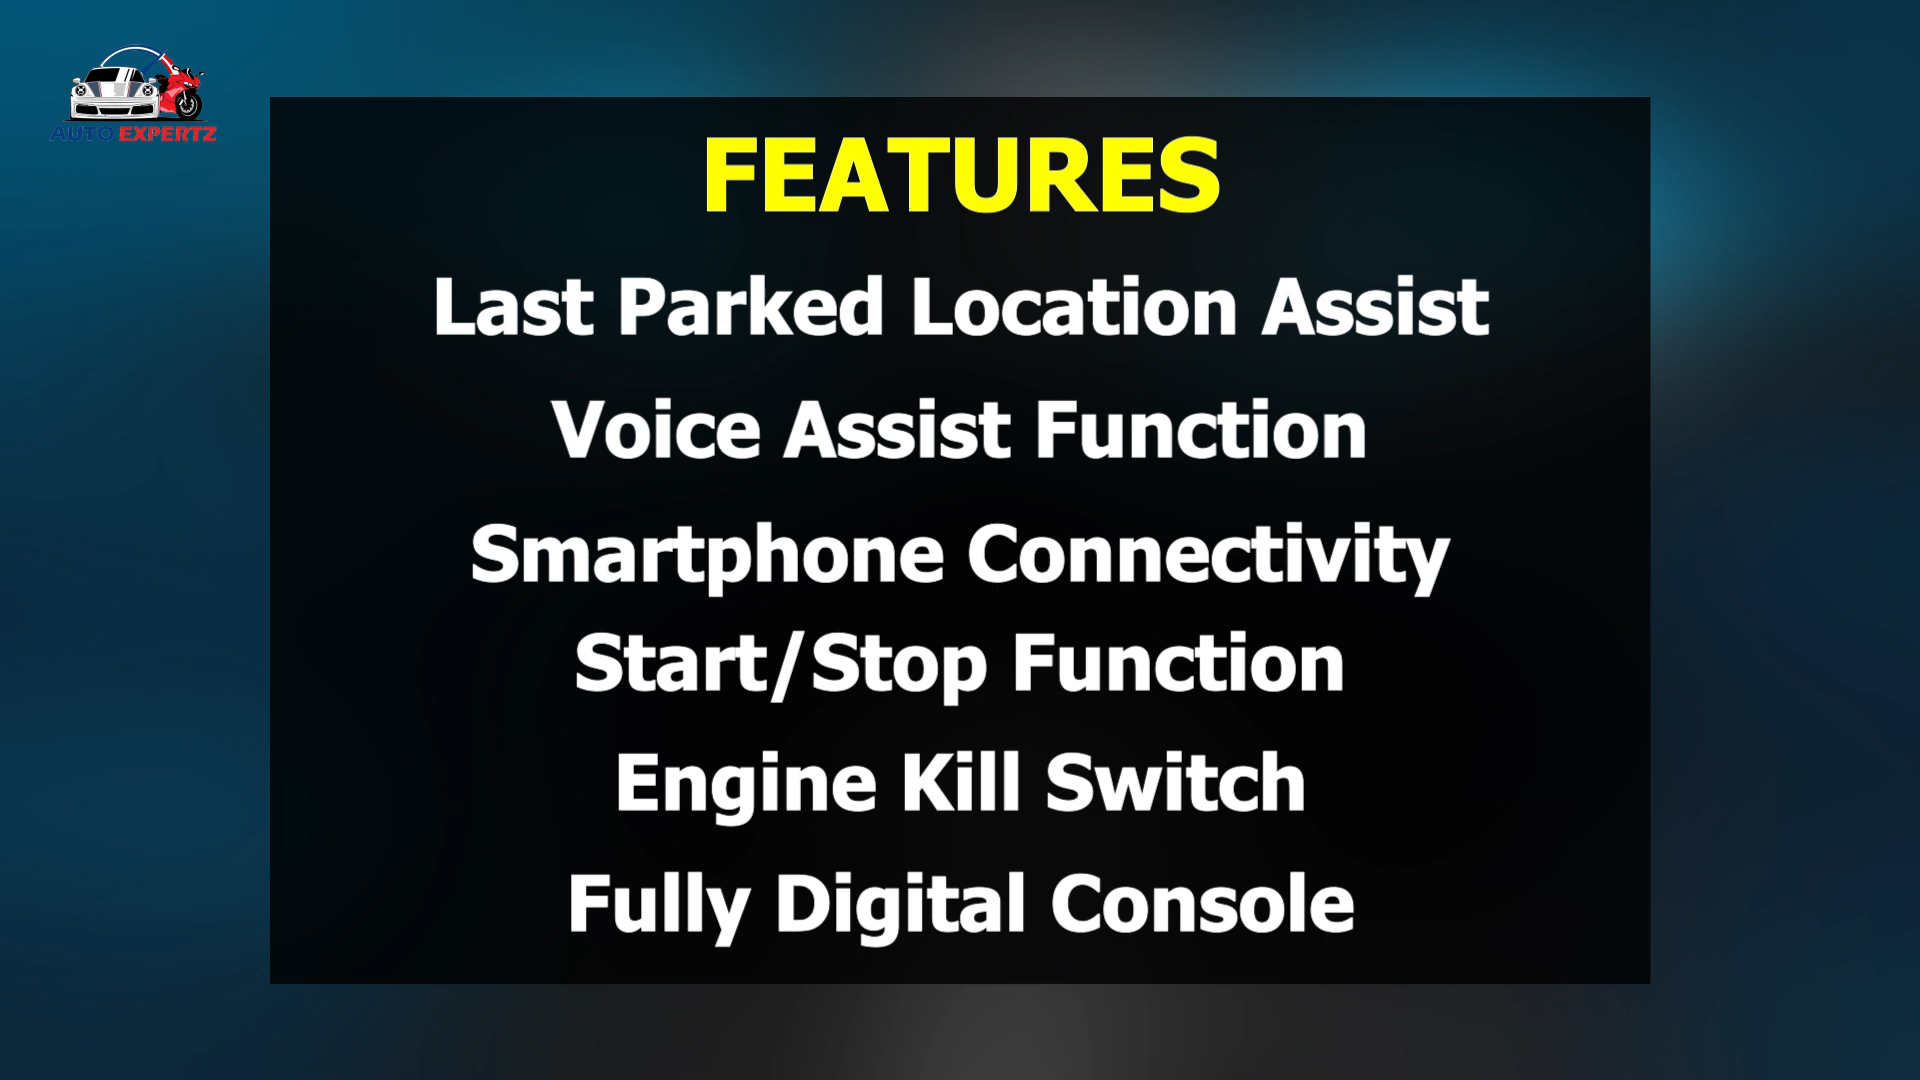 AUTO EXPERTZ
FEATURES
Last Parked Location Assist
Voice Assist Function
Smartphone Connectivity
Start/Stop Function
Engine Kill Switch
Fully Digital Console